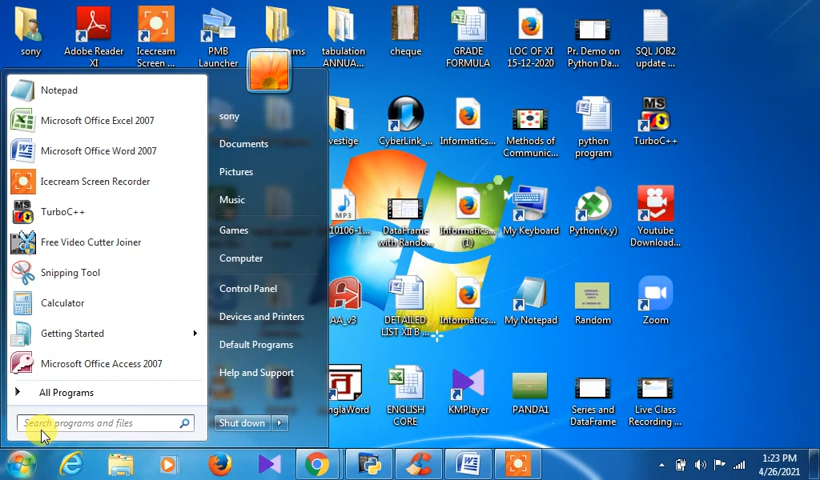 sony
Adobe Reader
XI
Icecream
Screen ...
PMB
Launcher
tabulation
ANNUA...
cheque
GRADE
FORMULA
LOC OF XI
15-12-2020
Pr. Demo on
Python Da...
SQL JOB2
update ...
Notepad
Microsoft Office Excel 2007
Microsoft Office Word 2007
Icecream Screen Recorder
TurboC++
Free Video Cutter Joiner
Snipping Tool
Calculator
Getting Started
Microsoft Office Access 2007
All Programs
Search programs and files
sony
Documents
Pictures
Music
Games
Computer
Control Panel
Devices and Printers
Default Programs
Help and Support
Shut down
CyberLink_...
Informatics...
Methods of
Communic...
python
program
TurboC++
MP3
DataFrame
with Rando...
Informatics...
(1)
My Keyboard
Python(x,y)
Youtube
Download...
AA_v3
DETAILED
LIST XII B ...
Informatics...
My Notepad
Random
Zoom
ENGLISH
CORE
KMPlayer
PANDA1
Series and
DataFrame
Live Class
Recording ...
1:23 PM
4/26/2021